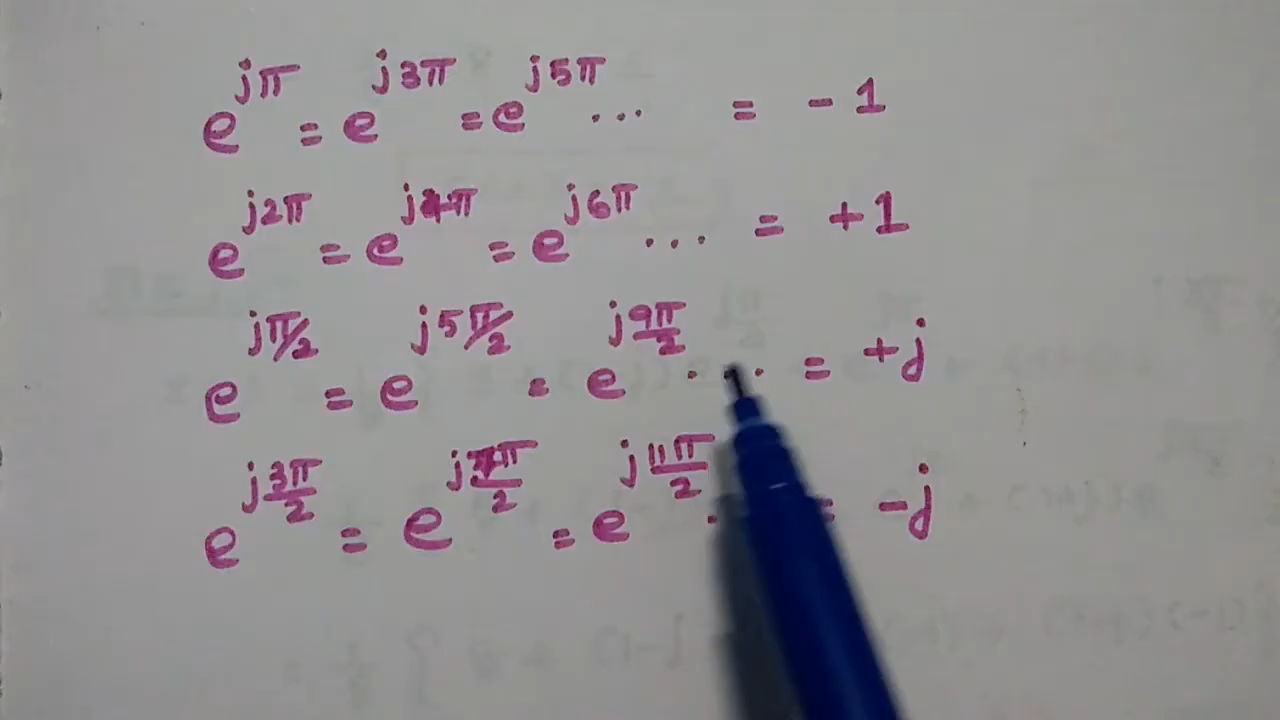 e^{jπ} = e^{j3π} = e^{j5π} ... = -1
e^{j2π} = e^{j4π} = e^{j6π} ... = +1
e^{jπ/2} = e^{j5π/2} = e^{j9π/2} ... = +j
e^{j3π/2} = e^{j7π/2} = e^{j11π/2} . = -j